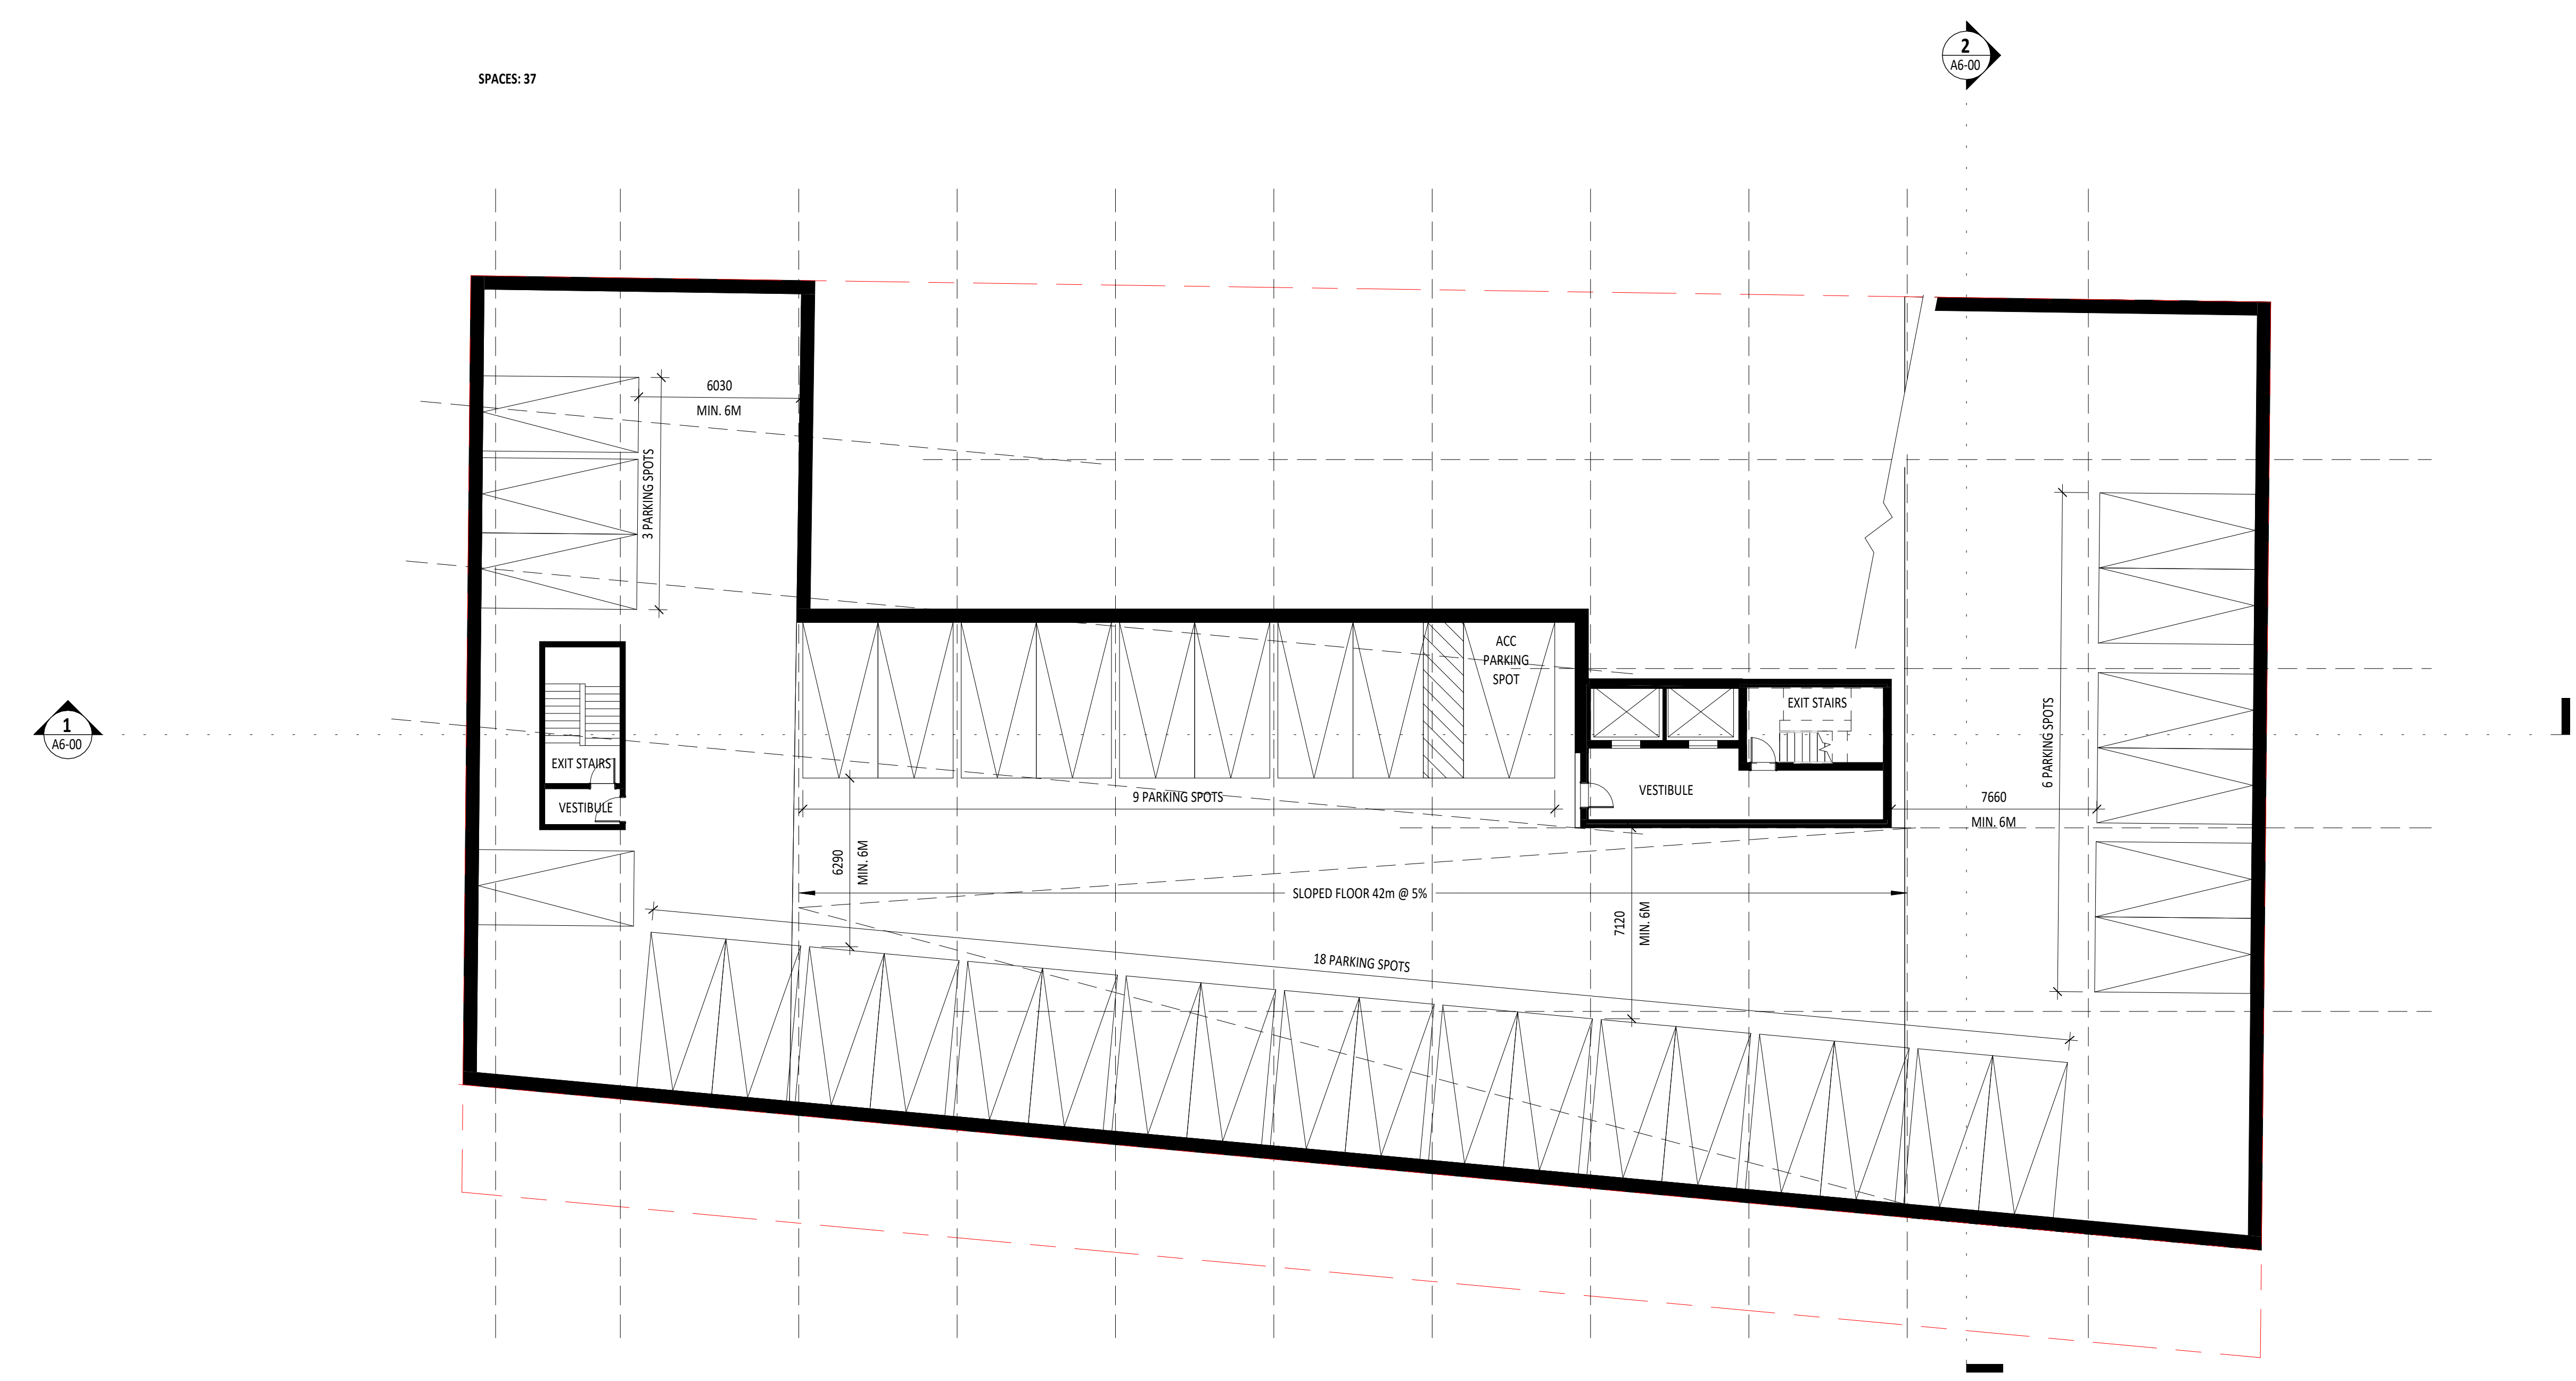 2
A6-00
SPACES: 37
6030
MIN. 6M
3 PARKING SPOTS
ACC
PARKING
SPOT
EXIT STAIRS
6 PARKING SPOTS
1
A6-00
EXIT STAIRS
VESTIBULE
9 PARKING SPOTS
VESTIBULE
7660
MIN. 6M
6290
MIN. 6M
SLOPED FLOOR 42m @ 5%
7120
MIN. 6M
18 PARKING SPOTS